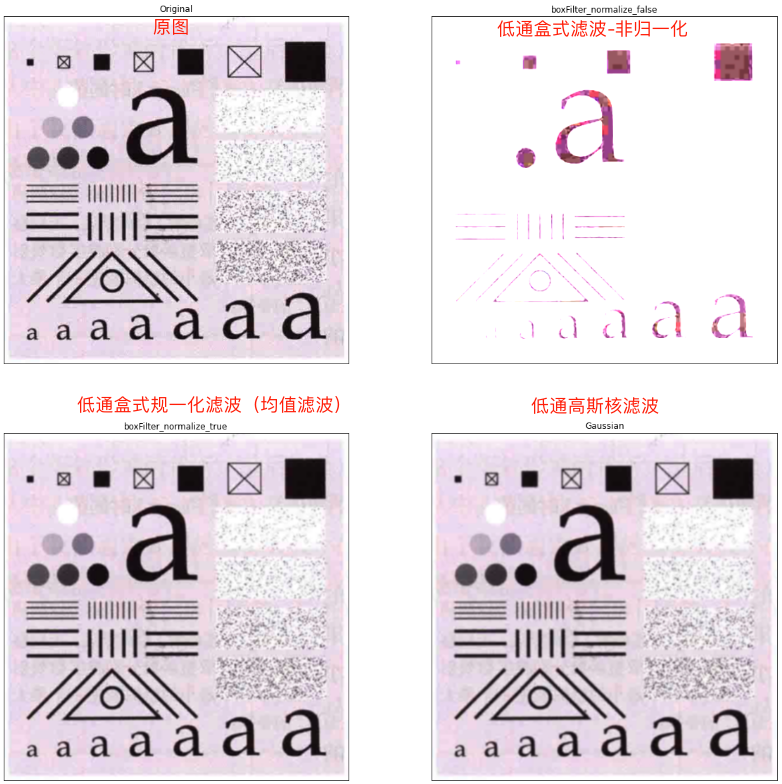 Original
原图
boxFilter_normalize_false
低通盒式滤波-非归一化
a
a a a a a a a
.a
a a a a a a
低通盒式规一化滤波（均值滤波）
boxFilter_normalize_true
低通高斯核滤波
Gaussian
a
a a a a a a a
a
a a a a a a a